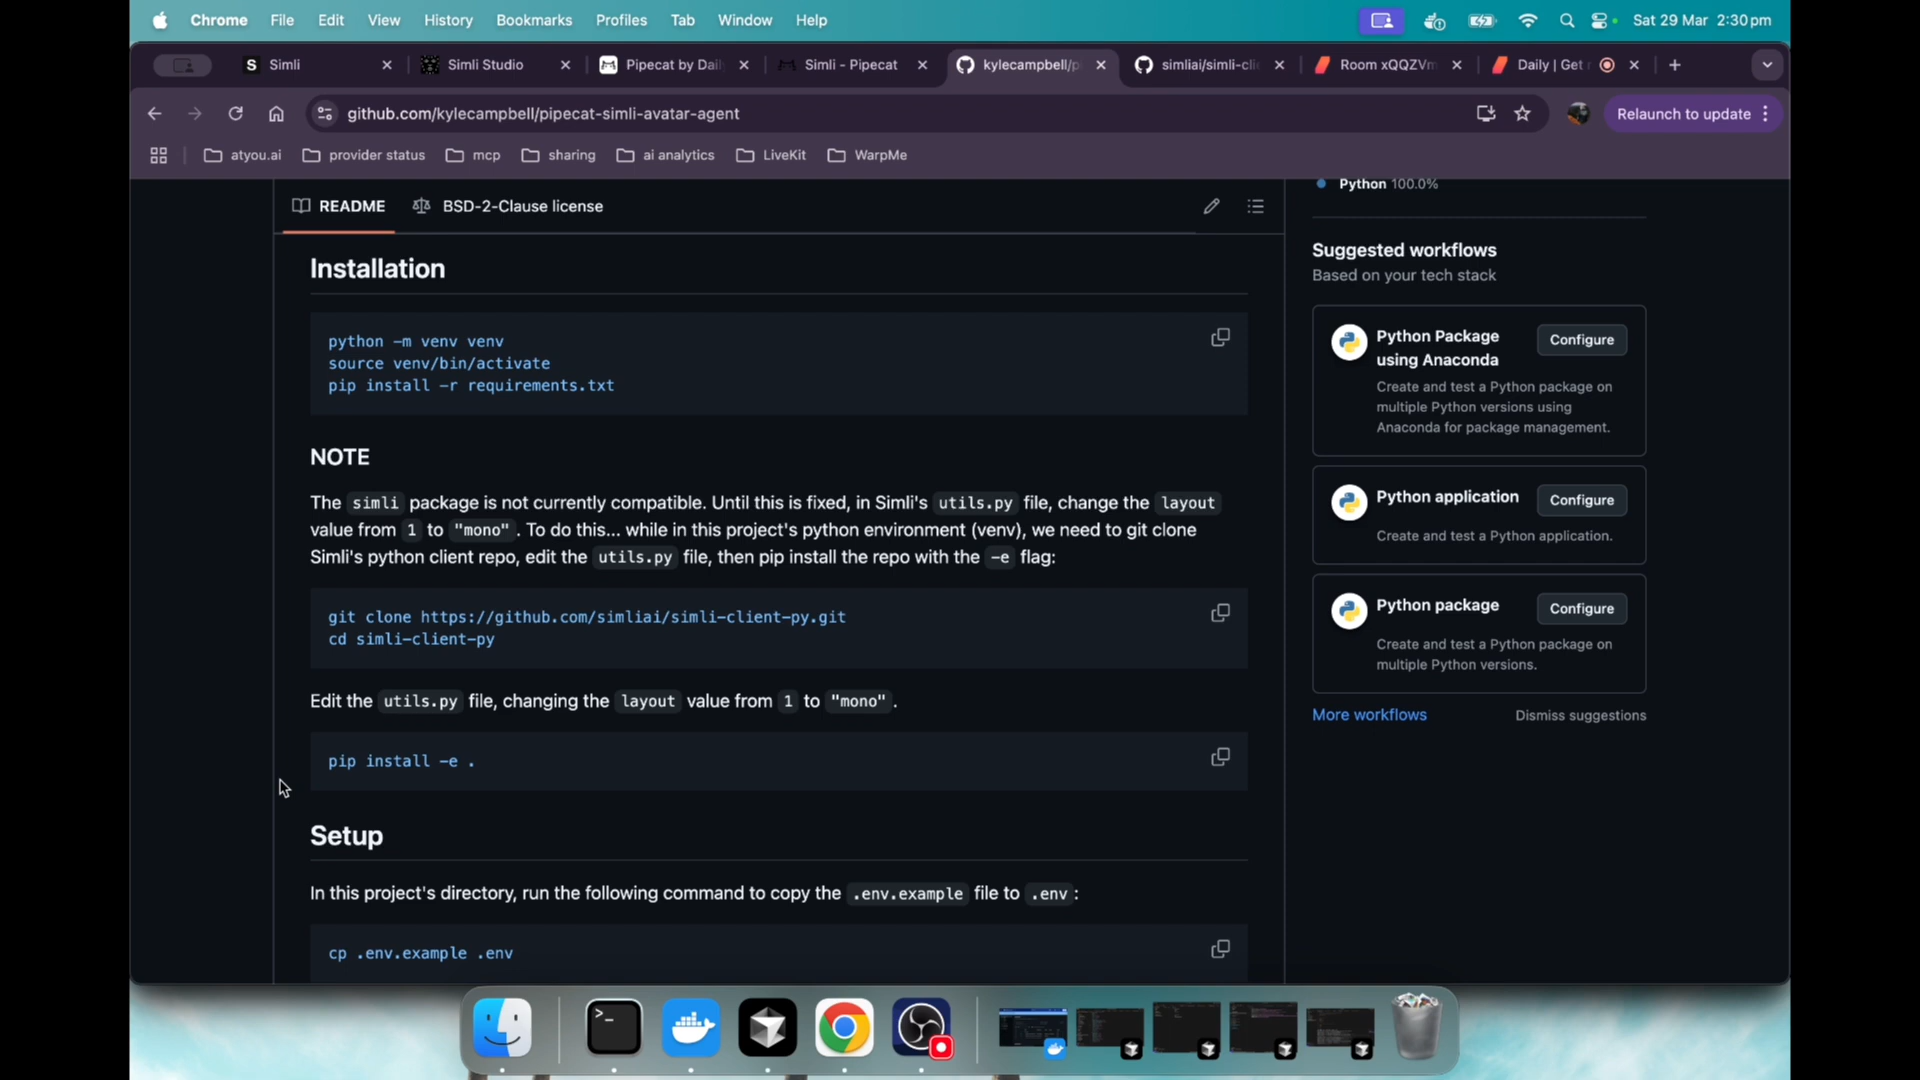 Chrome File Edit View History Bookmarks Profiles Tab Window Help
Sat 29 Mar 2:30 pm
Simli
Simli Studio
Pipecat by Dail
Simli - Pipecat
kylecampbell/p
simliai/simli-cli
Room xQQZV
Daily | Get
github.com/kylecampbell/pipecat-simli-avatar-agent
Relaunch to update
atyou.ai
provider status
mcp
sharing
ai analytics
LiveKit
WarpMe
README
BSD-2-Clause license
Installation
python -m venv venv
source venv/bin/activate
pip install -r requirements.txt
NOTE
The simli package is not currently compatible. Until this is fixed, in Simli's utils.py file, change the layout
value from 1 to "mono". To do this... while in this project's python environment (venv), we need to git clone
Simli's python client repo, edit the utils.py file, then pip install the repo with the -e flag:
git clone https://github.com/simliai/simli-client-py.git
cd simli-client-py
Edit the utils.py file, changing the layout value from 1 to "mono".
pip install -e .
Setup
In this project's directory, run the following command to copy the .env.example file to .env:
cp .env.example .env
Python 100.0%
Suggested workflows
Based on your tech stack
Python Package
using Anaconda
Configure
Create and test a Python package on
multiple Python versions using
Anaconda for package management.
Python application
Configure
Create and test a Python application.
Python package
Configure
Create and test a Python package on
multiple Python versions.
More workflows
Dismiss suggestions